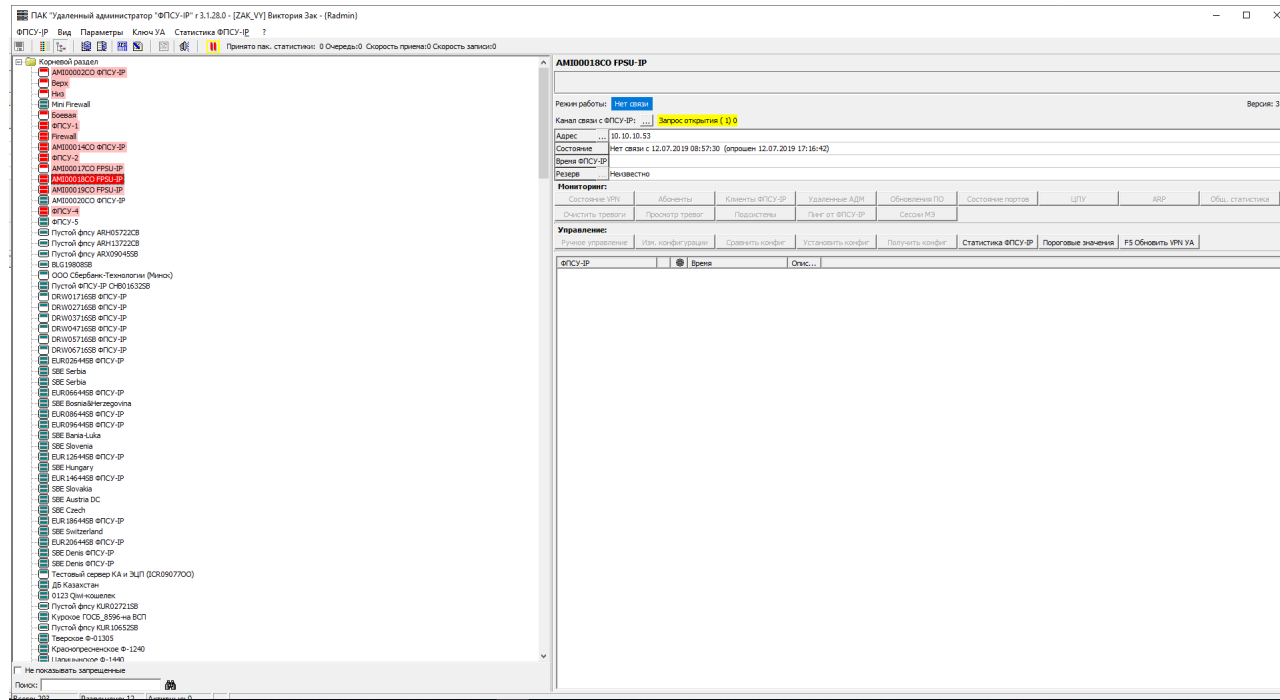 ПАК "Удаленный администратор "ФПСУ-IP" r 3.1.28.0 - [ZAK_VY] Виктория Зак - (Radmin)
ФПСУ-IP Вид Параметры Ключ УА Статистика ФПСУ-IP ?
Принято пак. статистики: 0 Очередь:0 Скорость приема:0 Скорость записи:0
Корневой раздел
AMI00002CO ФПСУ-IP
Верх
Низ
Mini Firewall
Боевая
ФПСУ-1
Firewall
AMI00014CO ФПСУ-IP
ФПСУ-2
AMI00017CO FPSU-IP
AMI00018CO FPSU-IP
AMI00019CO FPSU-IP
AMI00020CO ФПСУ-IP
ФПСУ-4
ФПСУ-5
Пустой фпсу ARH05722СВ
Пустой фпсу ARH13722СВ
Пустой фпсу ARX09045SB
BLG19808SB
ООО Сбербанк-Технологии (Минск)
Пустой ФПСУ-IP CHB01632SB
DRW01716SB ФПСУ-IP
DRW02716SB ФПСУ-IP
DRW03716SB ФПСУ-IP
DRW04716SB ФПСУ-IP
DRW05716SB ФПСУ-IP
DRW06716SB ФПСУ-IP
EUR02644SB ФПСУ-IP
SBE Serbia
SBE Serbia
EUR06644SB ФПСУ-IP
SBE Bosnia&Herzegovina
EUR08644SB ФПСУ-IP
EUR09644SB ФПСУ-IP
SBE Bania-Luka
SBE Slovenia
EUR12644SB ФПСУ-IP
SBE Hungary
EUR14644SB ФПСУ-IP
SBE Slovakia
SBE Austria DC
SBE Czech
EUR18644SB ФПСУ-IP
SBE Switzerland
EUR20644SB ФПСУ-IP
SBE Denis ФПСУ-IP
SBE Denis ФПСУ-IP
Тестовый сервер КА и ЭЦП (ICR09077OO)
ДБ Казахстан
0123 Qiwi-кошелек
Пустой фпсу KUR02721SB
Курское ГОСБ_8596-на ВСП
Пустой фпсу KUR10652SB
Тверское Ф-01305
Краснопресненское Ф-1240
Царицынское Ф-1440
Не показывать запрещенные
Поиск:
Всего: 293 Разрешено: 12 Активных: 0
AMI00018CO FPSU-IP
Режим работы: Нет связи Версия: 3
Канал связи с ФПСУ-IP: ... Запрос открытия ( 1) 0
Адрес ... 10.10.10.53
Состояние Нет связи с 12.07.2019 08:57:30 (опрошен 12.07.2019 17:16:42)
Время ФПСУ-IP
Резерв ... Неизвестно
Мониторинг:
Состояние VPN Абоненты Клиенты ФПСУ-IP Удаленные АДМ Обновления ПО Состояние портов ЦПУ ARP Общ. статистика
Очистить тревоги Просмотр тревог Подсистемы Пинг от ФПСУ-IP Сессии МЭ
Управление:
Ручное управление Изм. конфигурации Сравнить конфиг Установить конфиг Получить конфиг Статистика ФПСУ-IP Пороговые значения F5 Обновить VPN УА
ФПСУ-IP Время Опис...